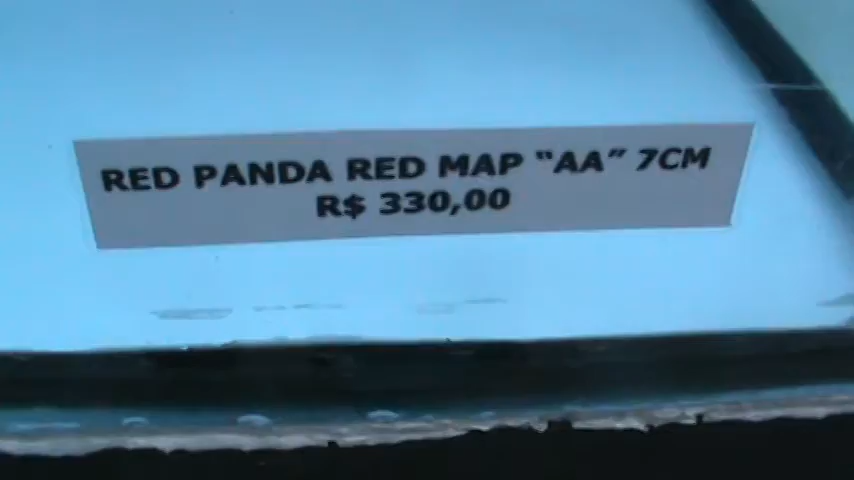 RED PANDA RED MAP “AA” 7CM
R$ 330,00